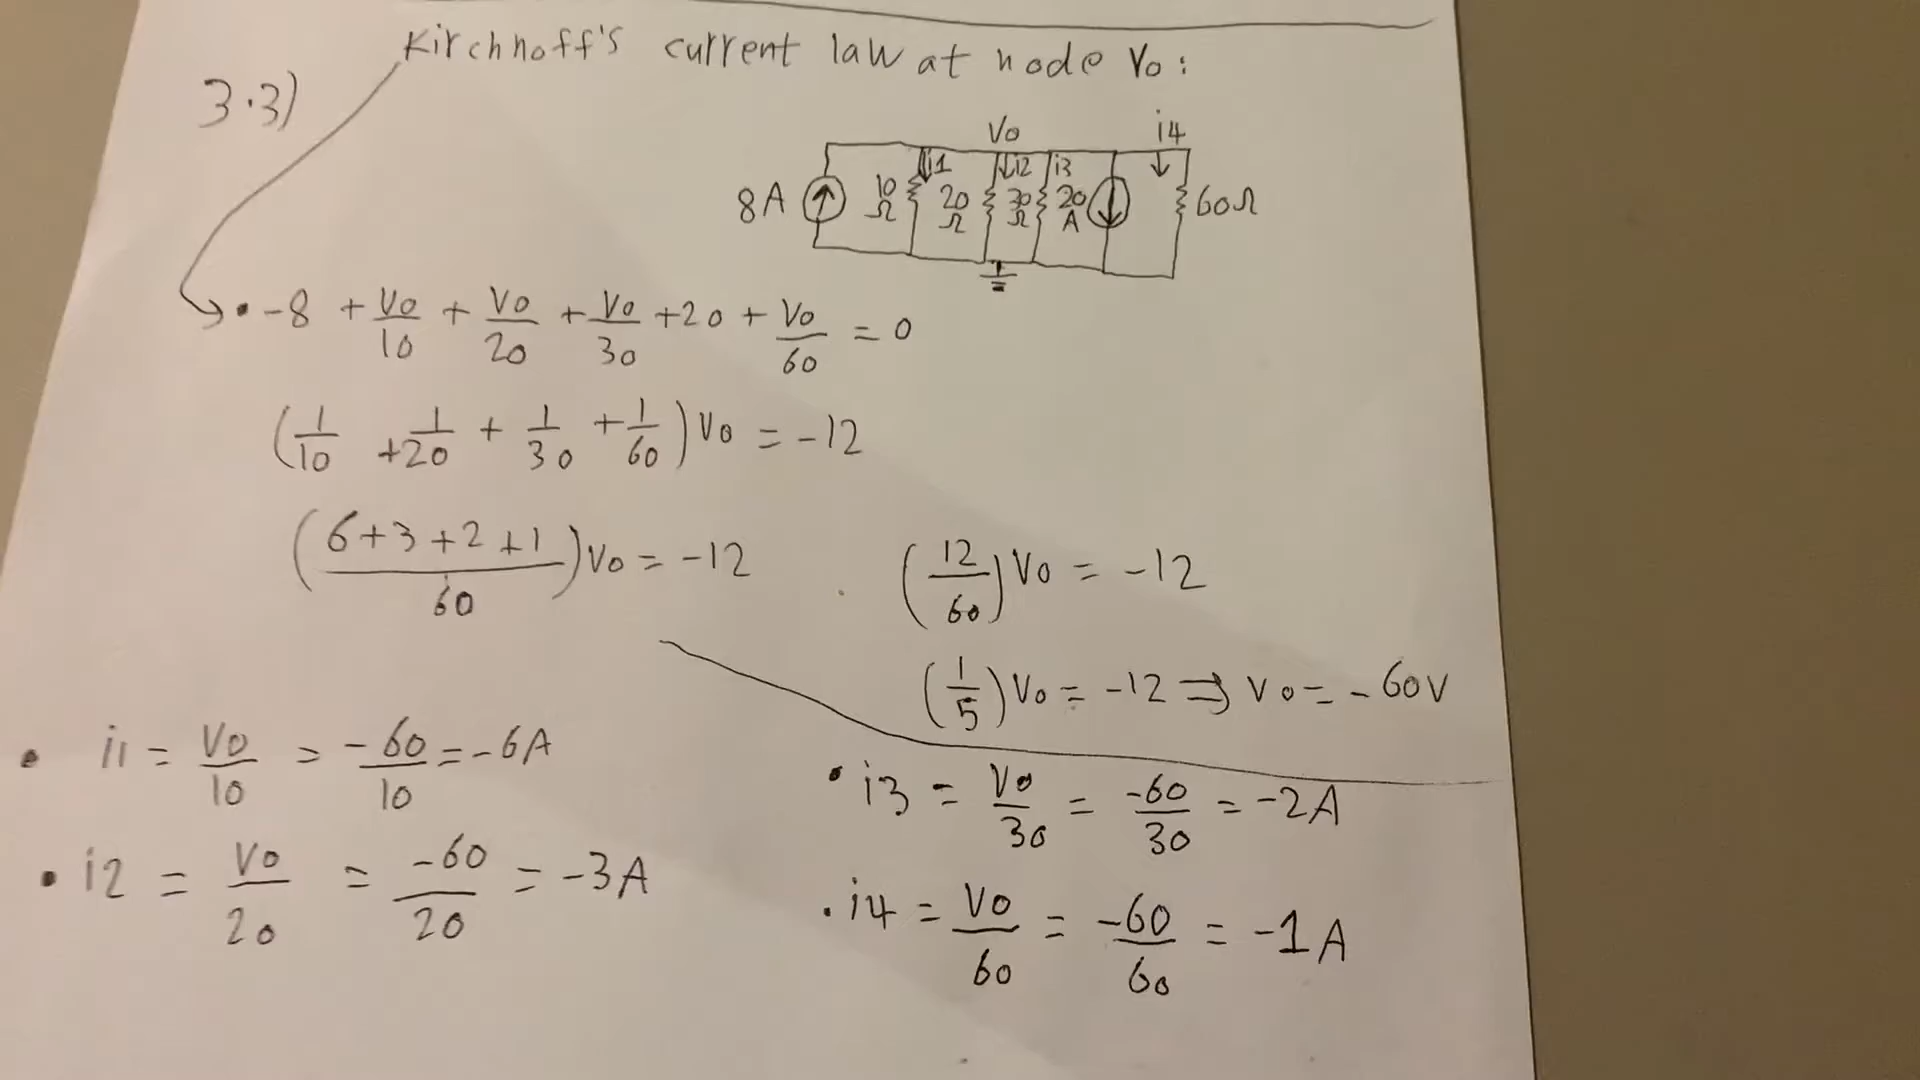 Kirchhoff's current law at node Vo:
3.3)
Vo i4
i1 i2 i3
8A 10Ω 20Ω 30Ω 20A 60Ω
• -8 + Vo/10 + Vo/20 + Vo/30 + 20 + Vo/60 = 0
(1/10 + 1/20 + 1/30 + 1/60) Vo = -12
((6+3+2+1)/60) Vo = -12
(12/60) Vo = -12
(1/5) Vo = -12 ⇒ Vo = -60V
• i1 = Vo/10 = -60/10 = -6A
• i2 = Vo/20 = -60/20 = -3A
• i3 = Vo/30 = -60/30 = -2A
• i4 = Vo/60 = -60/60 = -1A